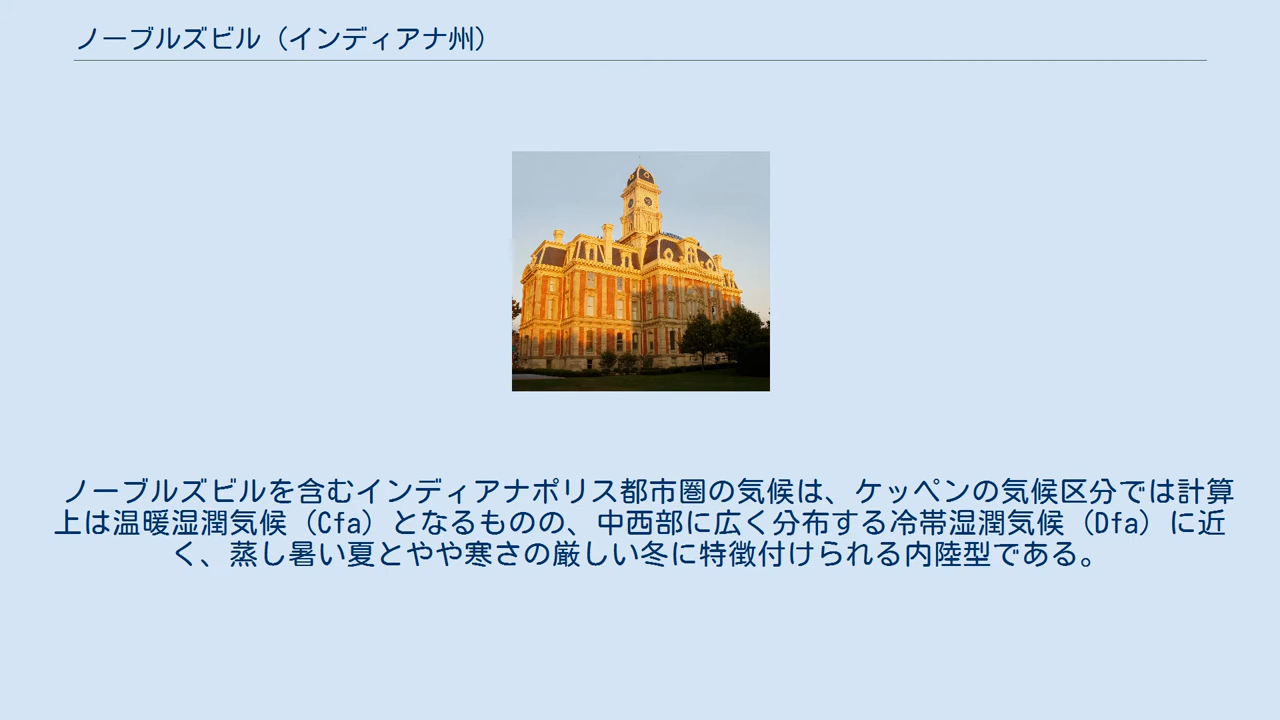 ノーブルズビル（インディアナ州）
ノーブルズビルを含むインディアナポリス都市圏の気候は、ケッペンの気候区分では計算
上は温暖湿潤気候（Cfa）となるものの、中西部に広く分布する冷帯湿潤気候（Dfa）に近
く、蒸し暑い夏とやや寒さの厳しい冬に特徴付けられる内陸型である。